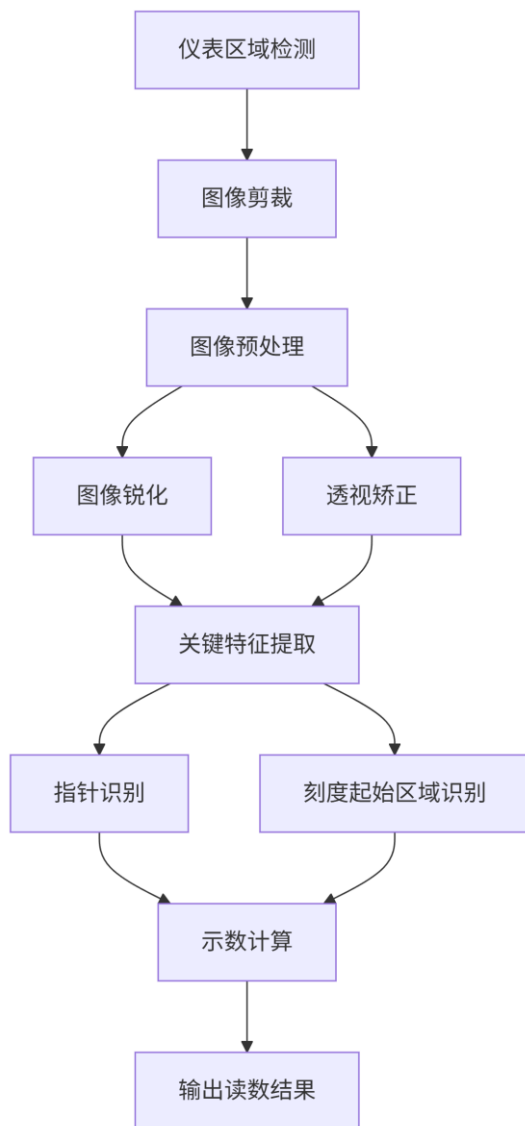 仪表区域检测
图像剪裁
图像预处理
图像锐化
透视矫正
关键特征提取
指针识别
刻度起始区域识别
示数计算
输出读数结果